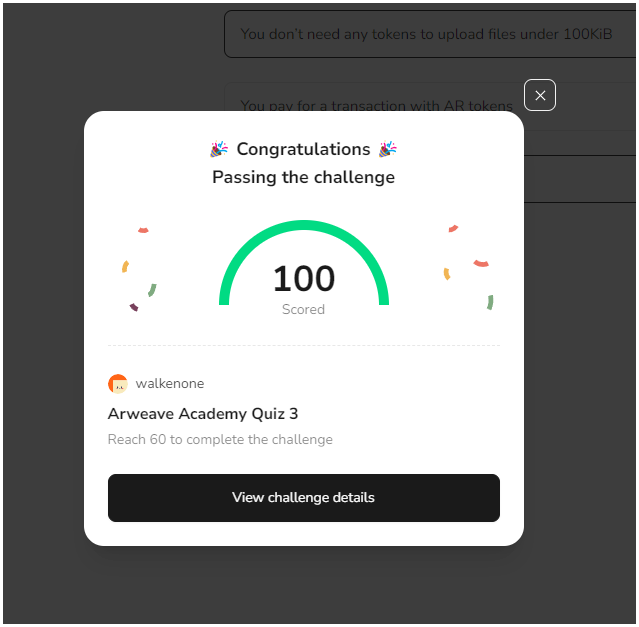 You don't need any tokens to upload files under 100KiB
You pay for a transaction with AR tokens
Congratulations
Passing the challenge
100
Scored
walkenone
Arweave Academy Quiz 3
Reach 60 to complete the challenge
View challenge details